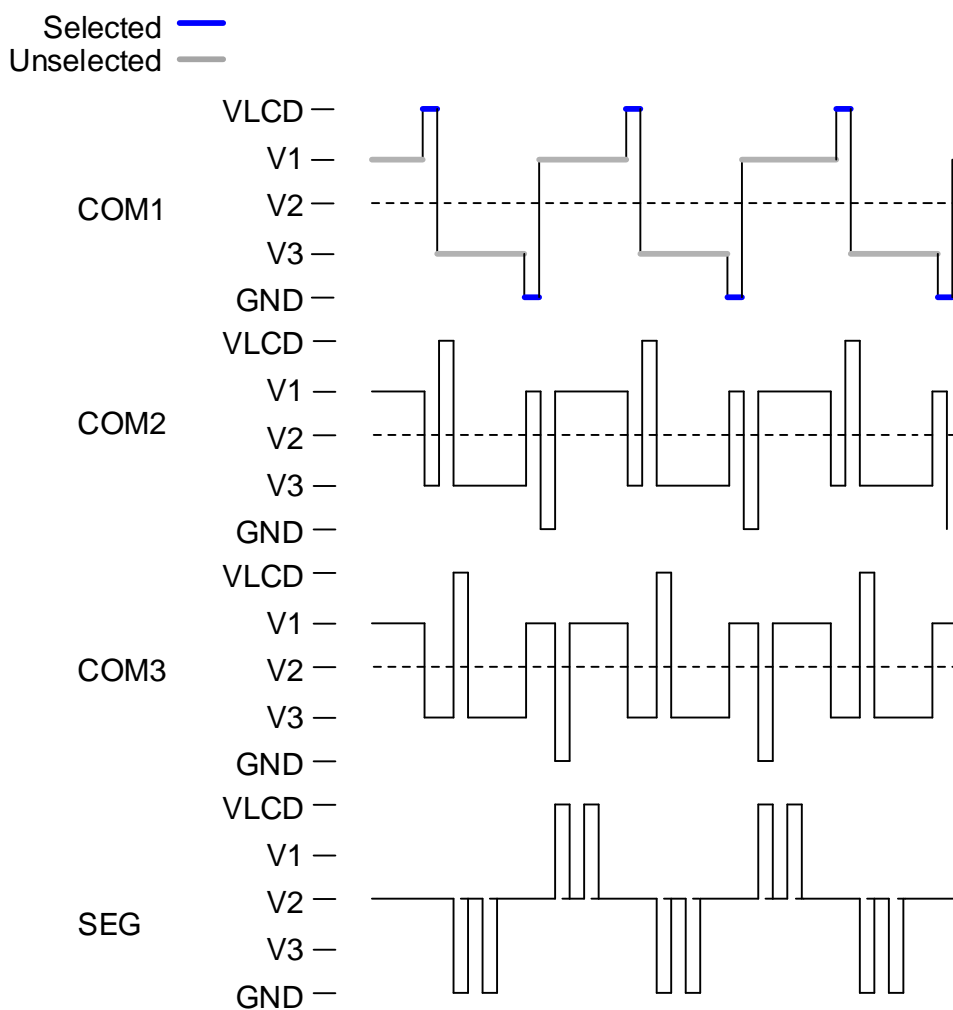 Selected
Unselected
VLCD
V1
COM1
V2
V3
GND
VLCD
V1
COM2
V2
V3
GND
VLCD
V1
COM3
V2
V3
GND
VLCD
V1
V2
SEG
V3
GND